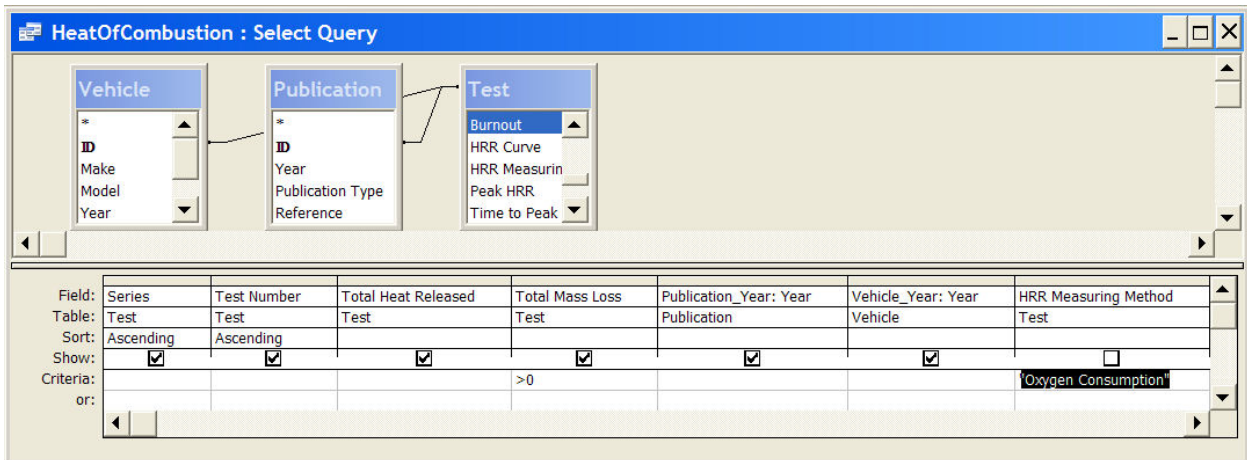 HeatOfCombustion : Select Query
Vehicle
*
ID
Make
Model
Year
Publication
*
ID
Year
Publication Type
Reference
Test
Burnout
HRR Curve
HRR Measurin
Peak HRR
Time to Peak
Field: Series Test Number Total Heat Released Total Mass Loss Publication_Year: Year Vehicle_Year: Year HRR Measuring Method
Table: Test Test Test Test Publication Vehicle Test
Sort: Ascending Ascending
Show:
Criteria: >0 "Oxygen Consumption"
or: